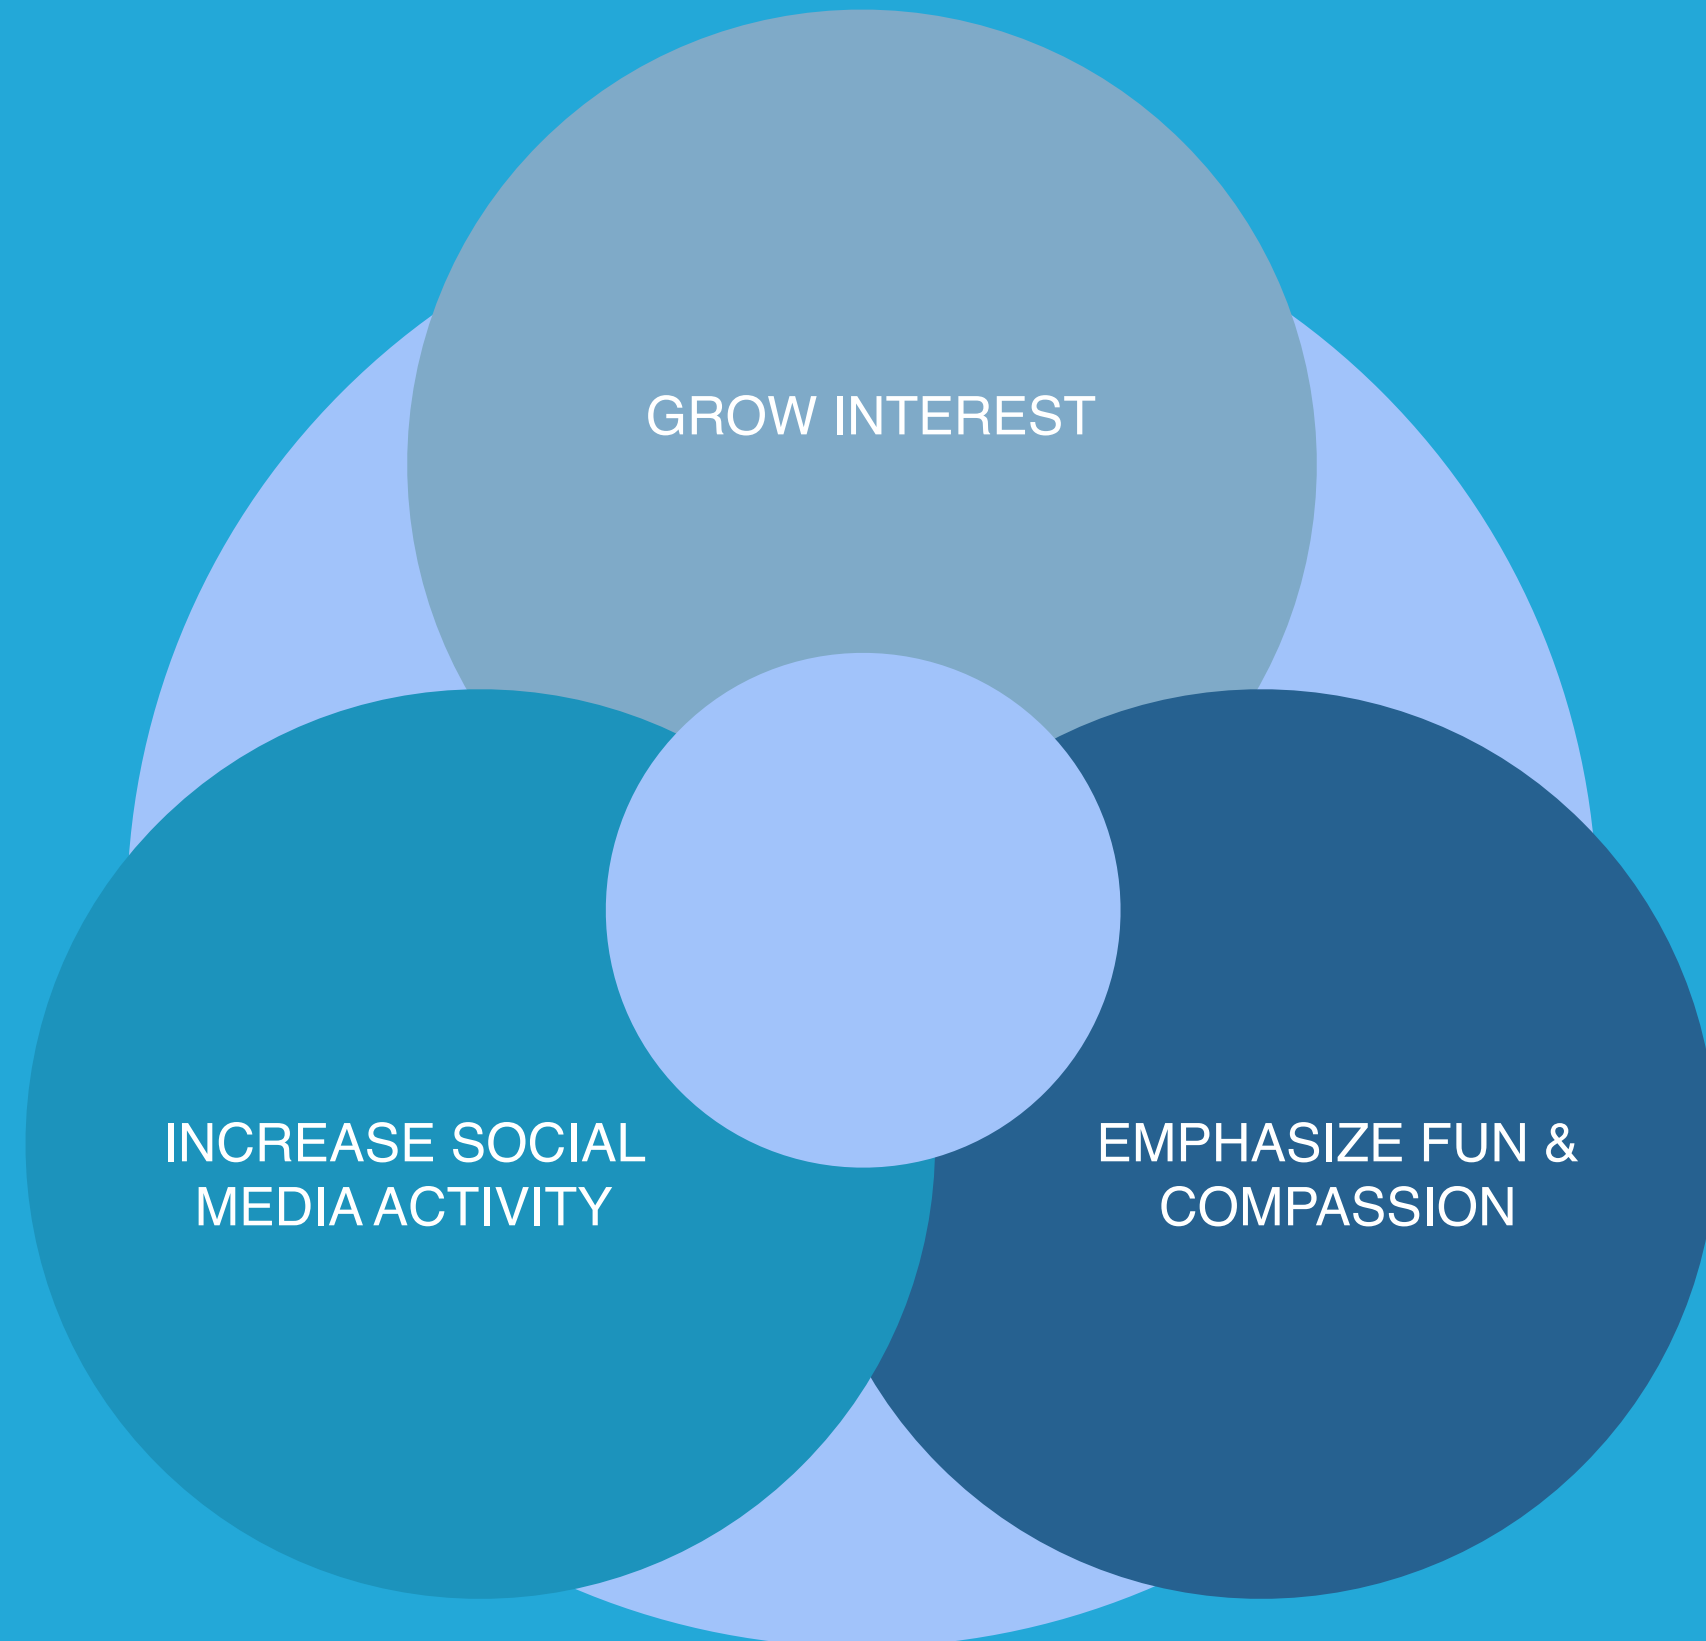 GROW INTEREST
INCREASE SOCIAL
MEDIA ACTIVITY
EMPHASIZE FUN &
COMPASSION